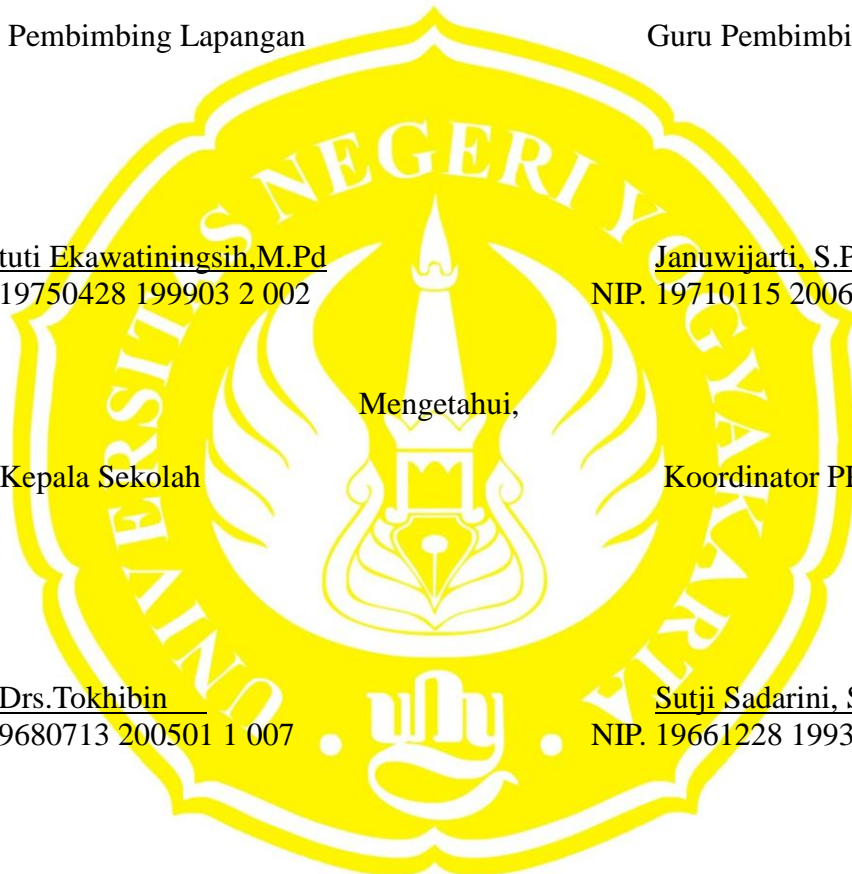 Pembimbing Lapangan Guru Pembimbi
tuti Ekawatiningsih,M.Pd Januwijarti, S.P
19750428 199903 2 002 NIP. 19710115 2006
Mengetahui,
Kepala Sekolah Koordinator PP
Drs.Tokhibin Sutji Sadarini, S
9680713 200501 1 007 NIP. 19661228 1993
UNIVERSITAS NEGERI YOGYAKARTA
uny